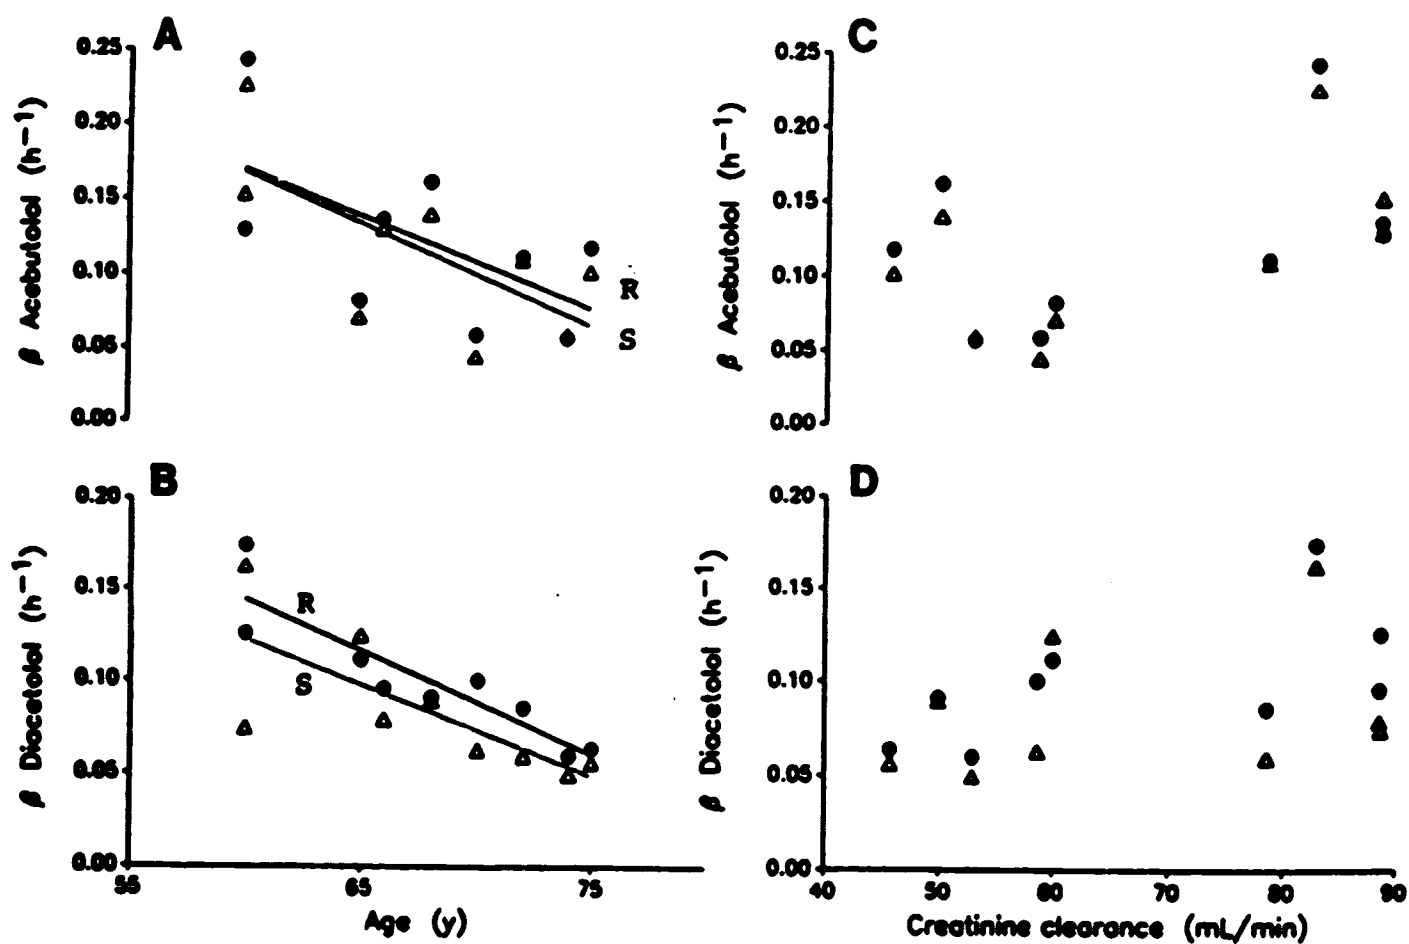 A
0.25
0.20
0.15
0.10
0.05
0.00
β Acebutolol (h−1)
R
S
C
0.25
0.20
0.15
0.10
0.05
0.00
β Acebutolol (h−1)
B
0.20
0.15
0.10
0.05
0.00
β Diacetolol (h−1)
R
S
55 65 75
Age (y)
D
0.20
0.15
0.10
0.05
0.00
β Diacetolol (h−1)
40 50 60 70 80 90
Creatinine clearance (mL/min)